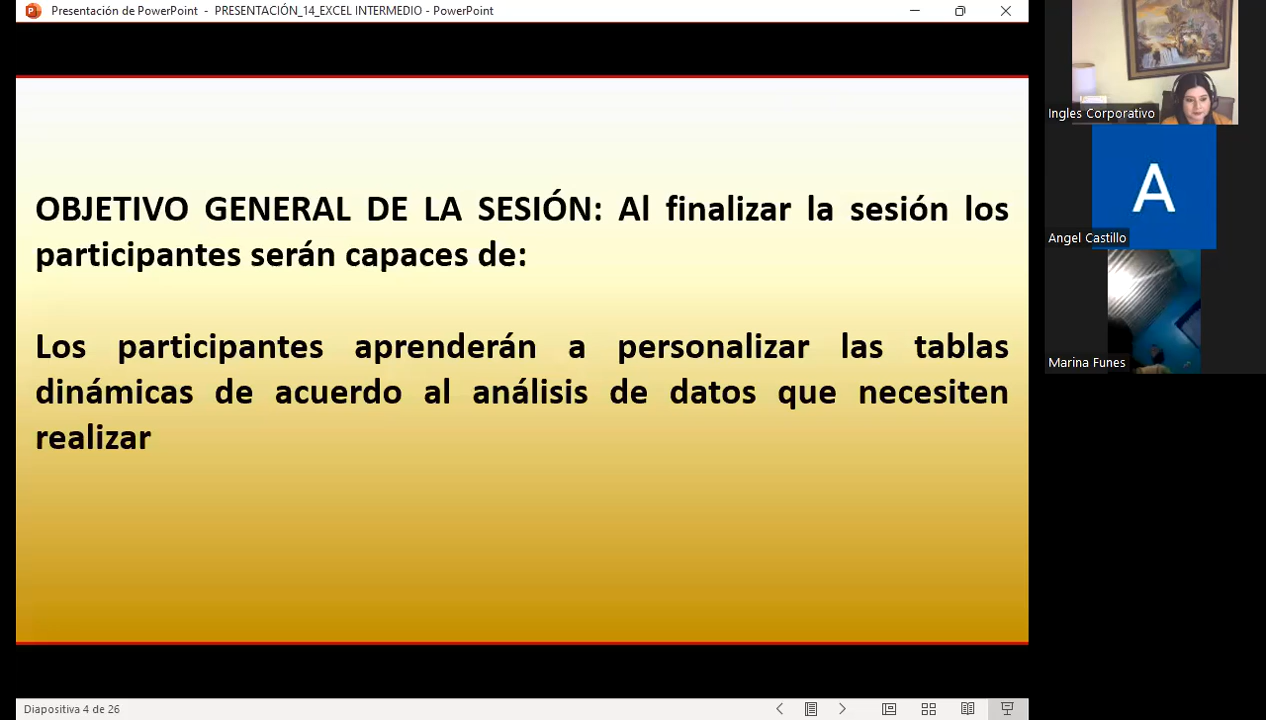 Presentación de PowerPoint - PRESENTACIÓN_14_EXCEL INTERMEDIO - PowerPoint
OBJETIVO GENERAL DE LA SESIÓN: Al finalizar la sesión los
participantes serán capaces de:
Los participantes aprenderán a personalizar las tablas
dinámicas de acuerdo al análisis de datos que necesiten
realizar
Diapositiva 4 de 26
Ingles Corporativo
A
Angel Castillo
Marina Funes